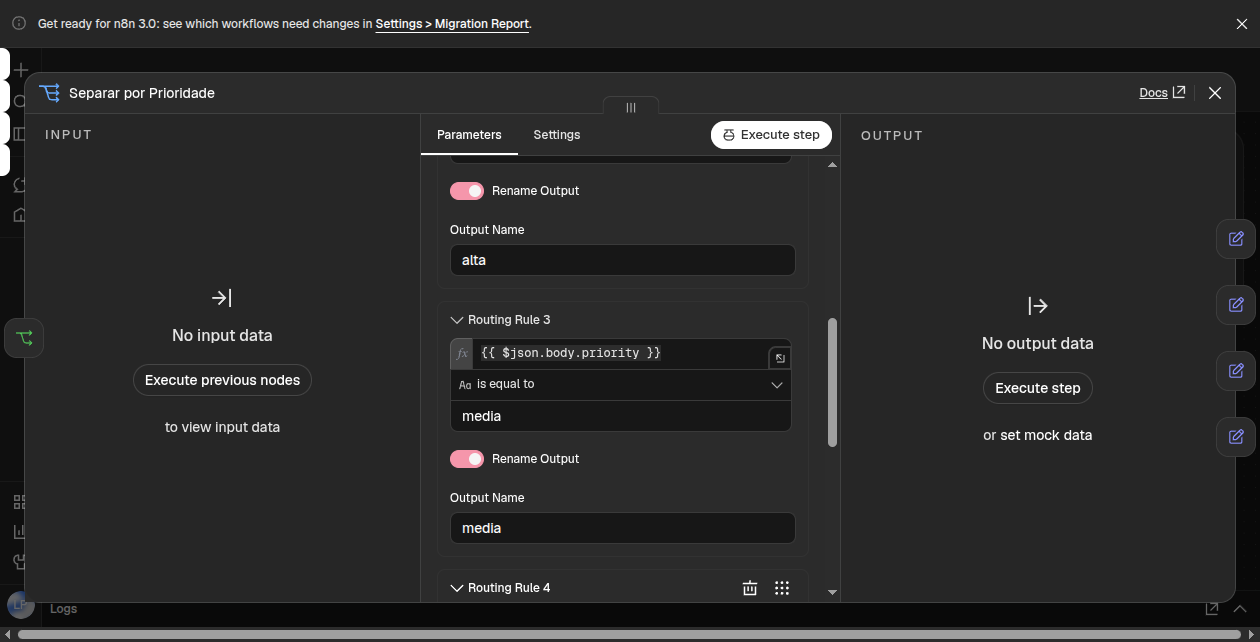 Get ready for n8n 3.0: see which workflows need changes in Settings > Migration Report.
Separar por Prioridade
Docs
INPUT
Parameters
Settings
Execute step
OUTPUT
Rename Output
Output Name
alta
Routing Rule 3
fx
{{ $json.body.priority }}
Aa is equal to
media
Rename Output
Output Name
media
Routing Rule 4
No input data
Execute previous nodes
to view input data
No output data
Execute step
or set mock data
LF
Logs